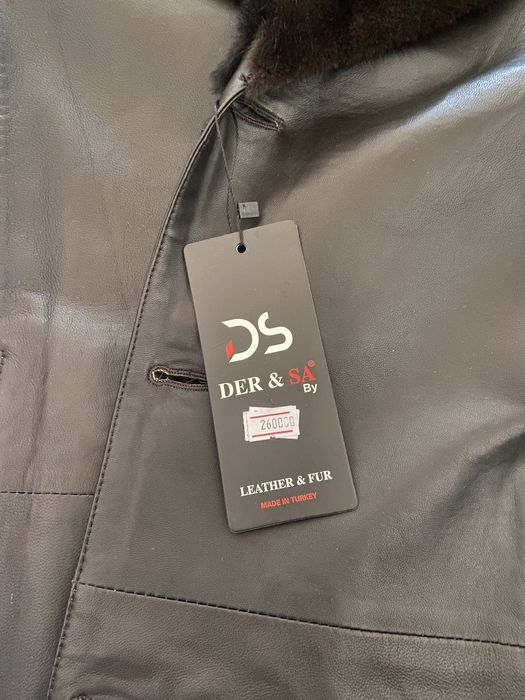 DS
DER & SA®
By
260000
LEATHER & FUR
MADE IN TURKEY